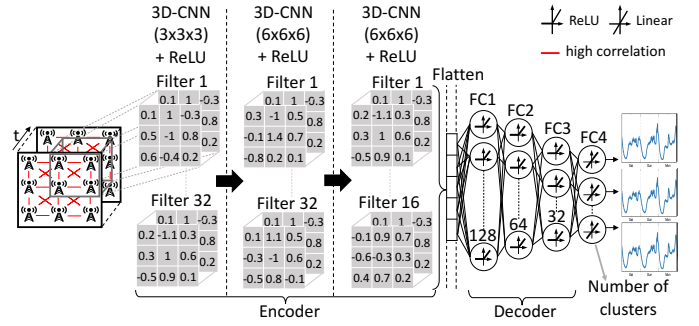 3D-CNN
(3x3x3)
+ ReLU
3D-CNN
(6x6x6)
+ ReLU
3D-CNN
(6x6x6)
+ ReLU
ReLU
Linear
high correlation
Filter 1
Filter 1
Filter 1
Flatten
t
0.1 1 -0.3
0.1 1 -0.3 0.8
0.5 -1 0.8 0.2
0.6 -0.4 0.2
0.1 1 -0.3
0.3 -1 0.5 0.8
-0.1 1.4 0.7 0.2
-0.8 0.2 0.1
0.1 1 -0.3
0.2 -1.1 0.3 0.8
0.3 1 0.6 0.2
-0.5 0.9 0.1
FC1
FC2
FC3
FC4
Filter 32
Filter 32
Filter 16
0.1 1 -0.3
0.2 -1.1 0.3 0.8
0.3 1 0.6 0.2
-0.5 0.9 0.1
0.1 1 -0.3
0.1 1.1 0.5 0.8
-0.3 -1 0.6 0.2
-0.5 0.8 -0.1
0.1 1 -0.3
-0.1 0.9 0.7 0.8
-0.6 -0.3 0.3 0.2
0.4 0.7 0.2
128
64
32
Encoder
Decoder
Number of
clusters